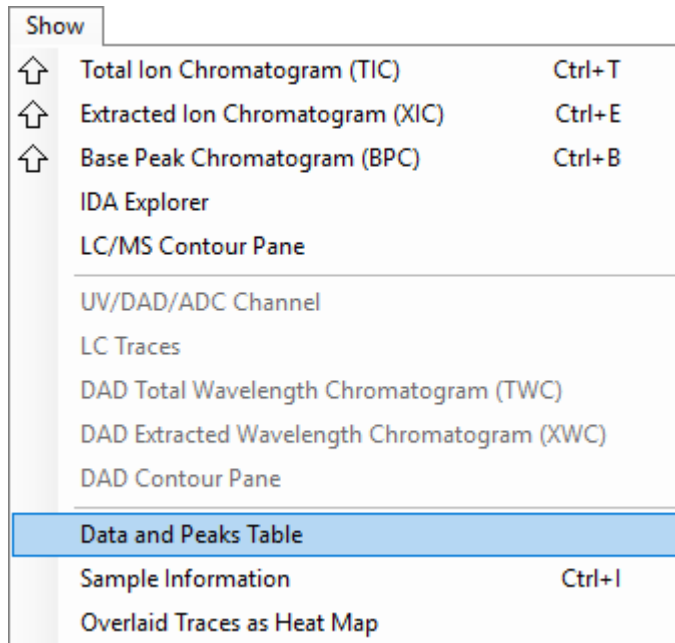 Show
Total Ion Chromatogram (TIC) Ctrl+T
Extracted Ion Chromatogram (XIC) Ctrl+E
Base Peak Chromatogram (BPC) Ctrl+B
IDA Explorer
LC/MS Contour Pane
UV/DAD/ADC Channel
LC Traces
DAD Total Wavelength Chromatogram (TWC)
DAD Extracted Wavelength Chromatogram (XWC)
DAD Contour Pane
Data and Peaks Table
Sample Information Ctrl+I
Overlaid Traces as Heat Map